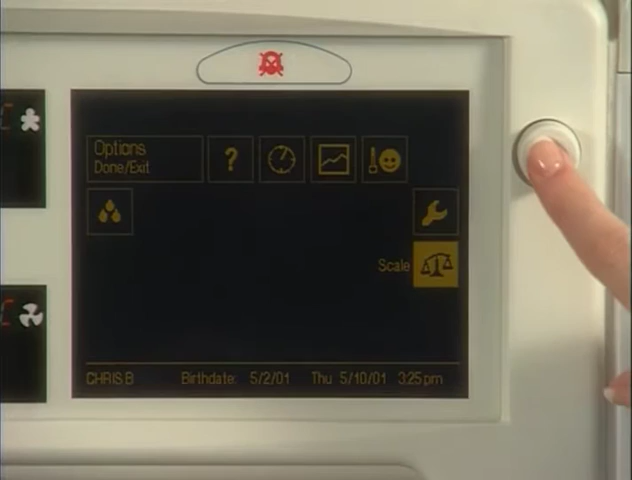 Options
Done/Exit
?
Scale
CHRIS B Birthdate: 5/2/01 Thu 5/10/01 3:25 pm